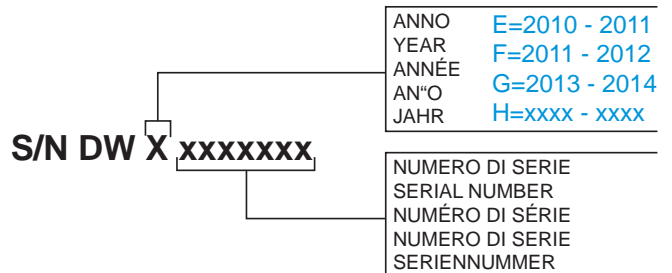 ANNO E=2010 - 2011
YEAR F=2011 - 2012
ANNÉE G=2013 - 2014
AN“O H=xxxx - xxxx
JAHR
S/N DW X xxxxxxx
NUMERO DI SERIE
SERIAL NUMBER
NUMÉRO DI SÉRIE
NUMERO DI SERIE
SERIENNUMMER